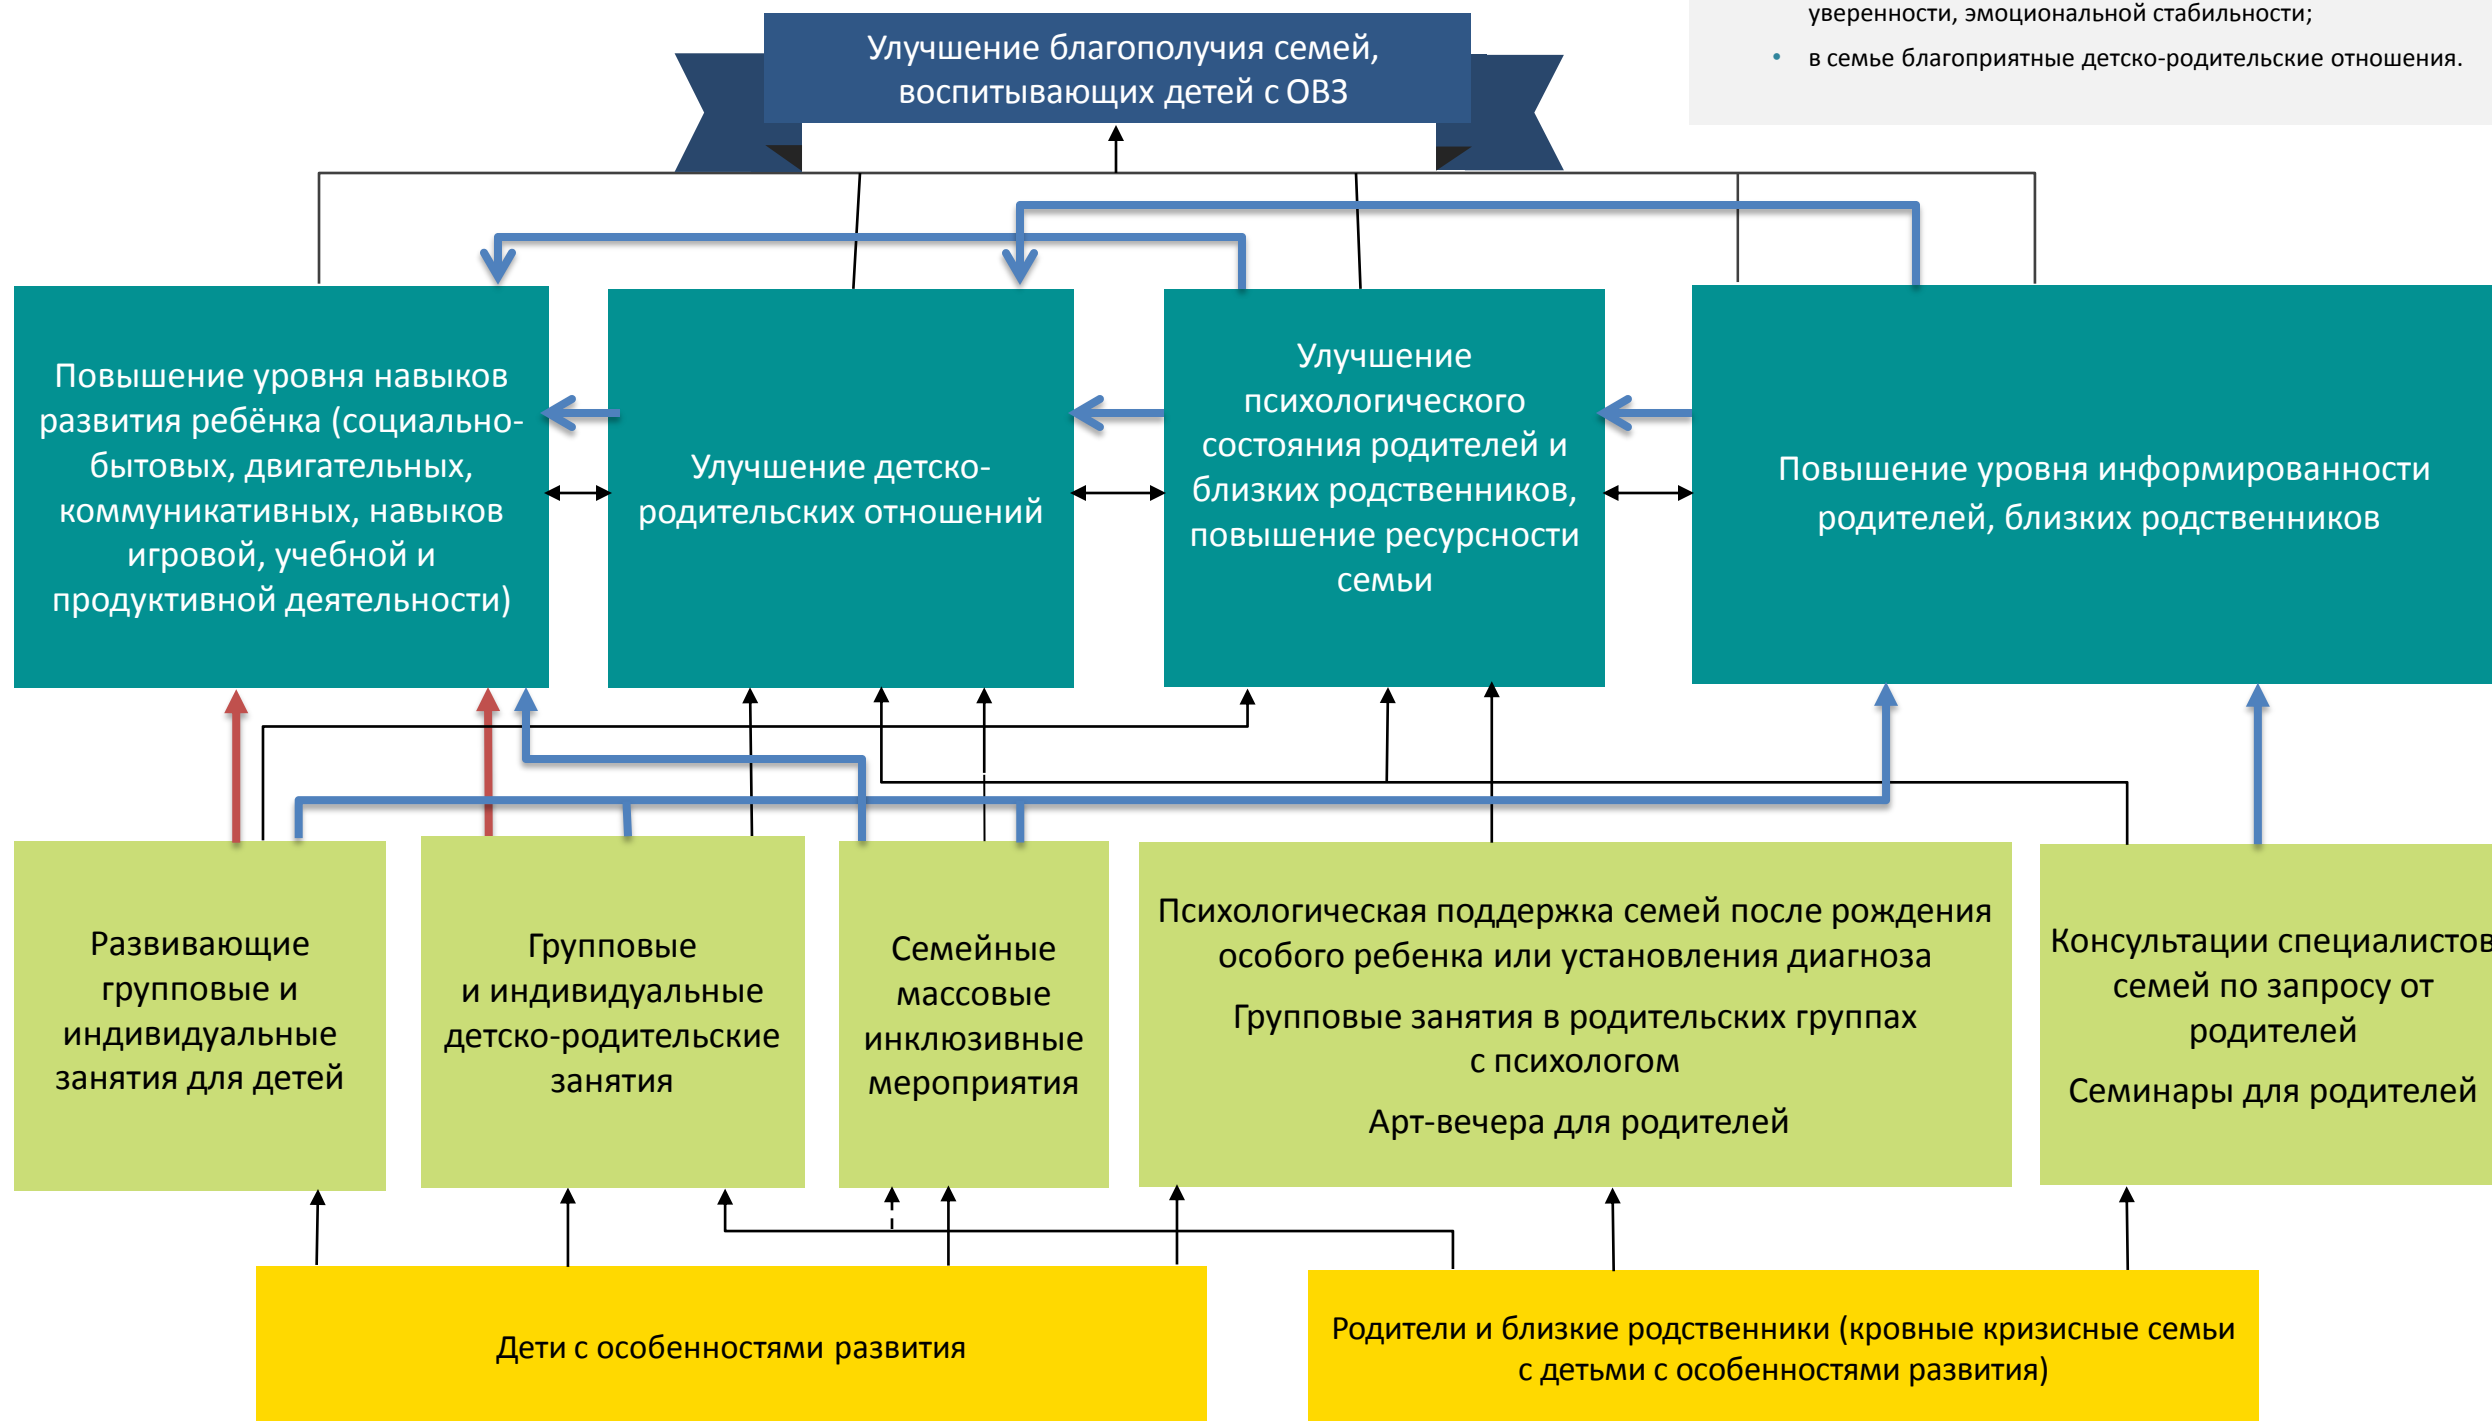 уверенности, эмоциональной стабильности;
• в семье благоприятные детско-родительские отношения.
Улучшение благополучия семей,
воспитывающих детей с ОВЗ
Повышение уровня навыков
развития ребёнка (социально-
бытовых, двигательных,
коммуникативных, навыков
игровой, учебной и
продуктивной деятельности)
Улучшение детско-
родительских отношений
Улучшение
психологического
состояния родителей и
близких родственников,
повышение ресурсности
семьи
Повышение уровня информированности
родителей, близких родственников
Развивающие
групповые и
индивидуальные
занятия для детей
Групповые
и индивидуальные
детско-родительские
занятия
Семейные
массовые
инклюзивные
мероприятия
Психологическая поддержка семей после рождения
особого ребенка или установления диагноза
Групповые занятия в родительских группах
с психологом
Арт-вечера для родителей
Консультации специалистов
семей по запросу от
родителей
Семинары для родителей
Дети с особенностями развития
Родители и близкие родственники (кровные кризисные семьи
с детьми с особенностями развития)